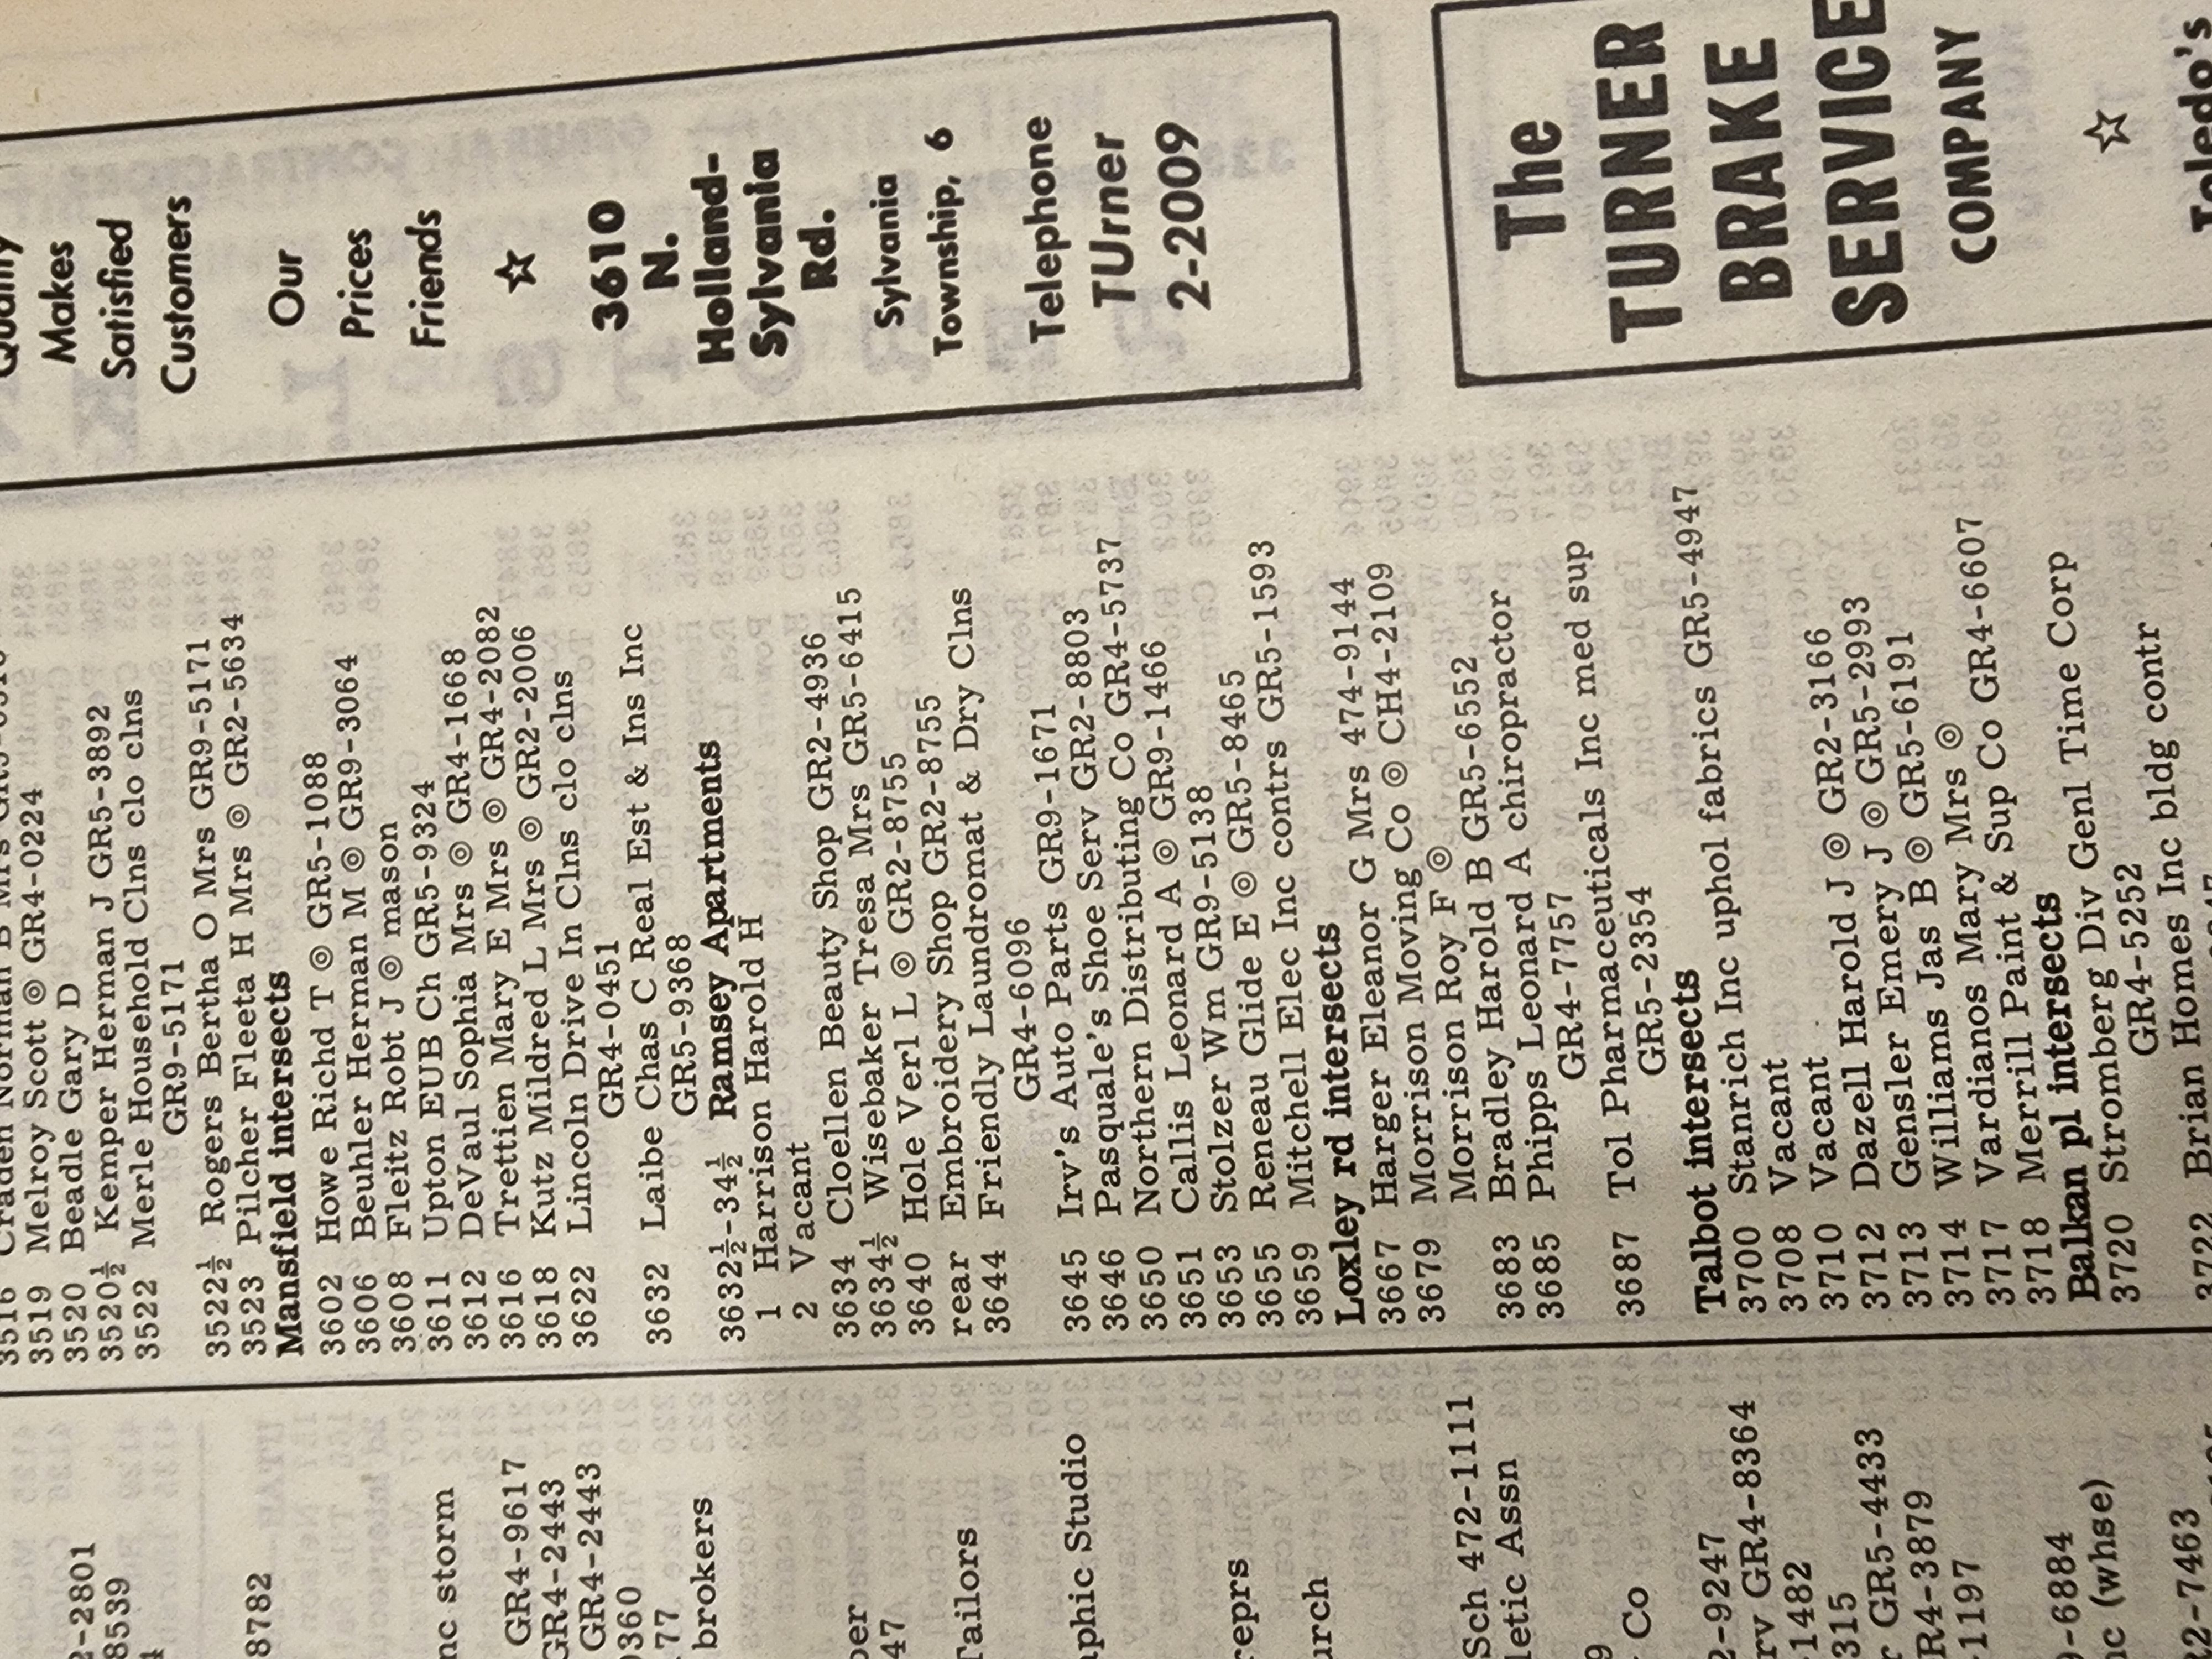 2-2801
8539
8782
nc storm
GR4-9617
GR4-2443
GR4-2443
0360
77
brokers
47
Tailors
aphic Studio
reprs
urch
Sch 472-1111
letic Assn
Co
2-9247
rv GR4-8364
1482
315
GR5-4433
R4-3879
1197
9-6884
nc (whse)
22-7463
3519 Melroy Scott ◎ GR4-0224
3520 Beadle Gary D
3520½ Kemper Herman J GR5-3892
3522 Merle Household Clns clo clns
GR9-5171
3522½ Rogers Bertha O Mrs GR9-5171
3523 Pilcher Fleeta H Mrs ◎ GR2-5634
Mansfield intersects
3602 Howe Richd T ◎ GR5-1088
3606 Beuhler Herman M ◎ GR9-3064
3608 Fleitz Robt J ◎ mason
3611 Upton EUB Ch GR5-9324
3612 DeVaul Sophia Mrs ◎ GR4-1668
3616 Trettien Mary E Mrs ◎ GR4-2082
3618 Kutz Mildred L Mrs ◎ GR2-2006
3622 Lincoln Drive In Clns clo clns
GR4-0451
3632 Laibe Chas C Real Est & Ins Inc
GR5-9368
3632½-34½ Ramsey Apartments
1 Harrison Harold H
2 Vacant
3634 Cloellen Beauty Shop GR2-4936
3634½ Wisebaker Tresa Mrs GR5-6415
3640 Hole Verl L ◎ GR2-8755
rear Embroidery Shop GR2-8755
3644 Friendly Laundromat & Dry Clns
GR4-6096
3645 Irv's Auto Parts GR9-1671
3646 Pasquale's Shoe Serv GR2-8803
3650 Northern Distributing Co GR4-5737
3651 Callis Leonard A ◎ GR9-1466
3653 Stolzer Wm GR9-5138
3655 Reneau Glide E ◎ GR5-8465
3659 Mitchell Elec Inc contrs GR5-1593
Loxley rd intersects
3667 Harger Eleanor G Mrs 474-9144
3679 Morrison Moving Co ◎ CH4-2109
Morrison Roy F ◎
3683 Bradley Harold B GR5-6552
3685 Phipps Leonard A chiropractor
GR4-7757
3687 Tol Pharmaceuticals Inc med sup
GR5-2354
Talbot intersects
3700 Stanrich Inc uphol fabrics GR5-4947
3708 Vacant
3710 Vacant
3712 Dazell Harold J ◎ GR2-3166
3713 Gensler Emery J ◎ GR5-2993
3714 Williams Jas B ◎ GR5-6191
3717 Vardianos Mary Mrs ◎
3718 Merrill Paint & Sup Co GR4-6607
Balkan pl intersects
3720 Stromberg Div Genl Time Corp
GR4-5252
3722 Brian Homes Inc bldg contr
Quality
Makes
Satisfied
Customers
Our
Prices
Friends
☆
3610
N.
Holland-
Sylvania
Rd.
Sylvania
Township, 6
Telephone
TUrner
2-2009
The
TURNER
BRAKE
SERVICE
COMPANY
☆
Toledo's